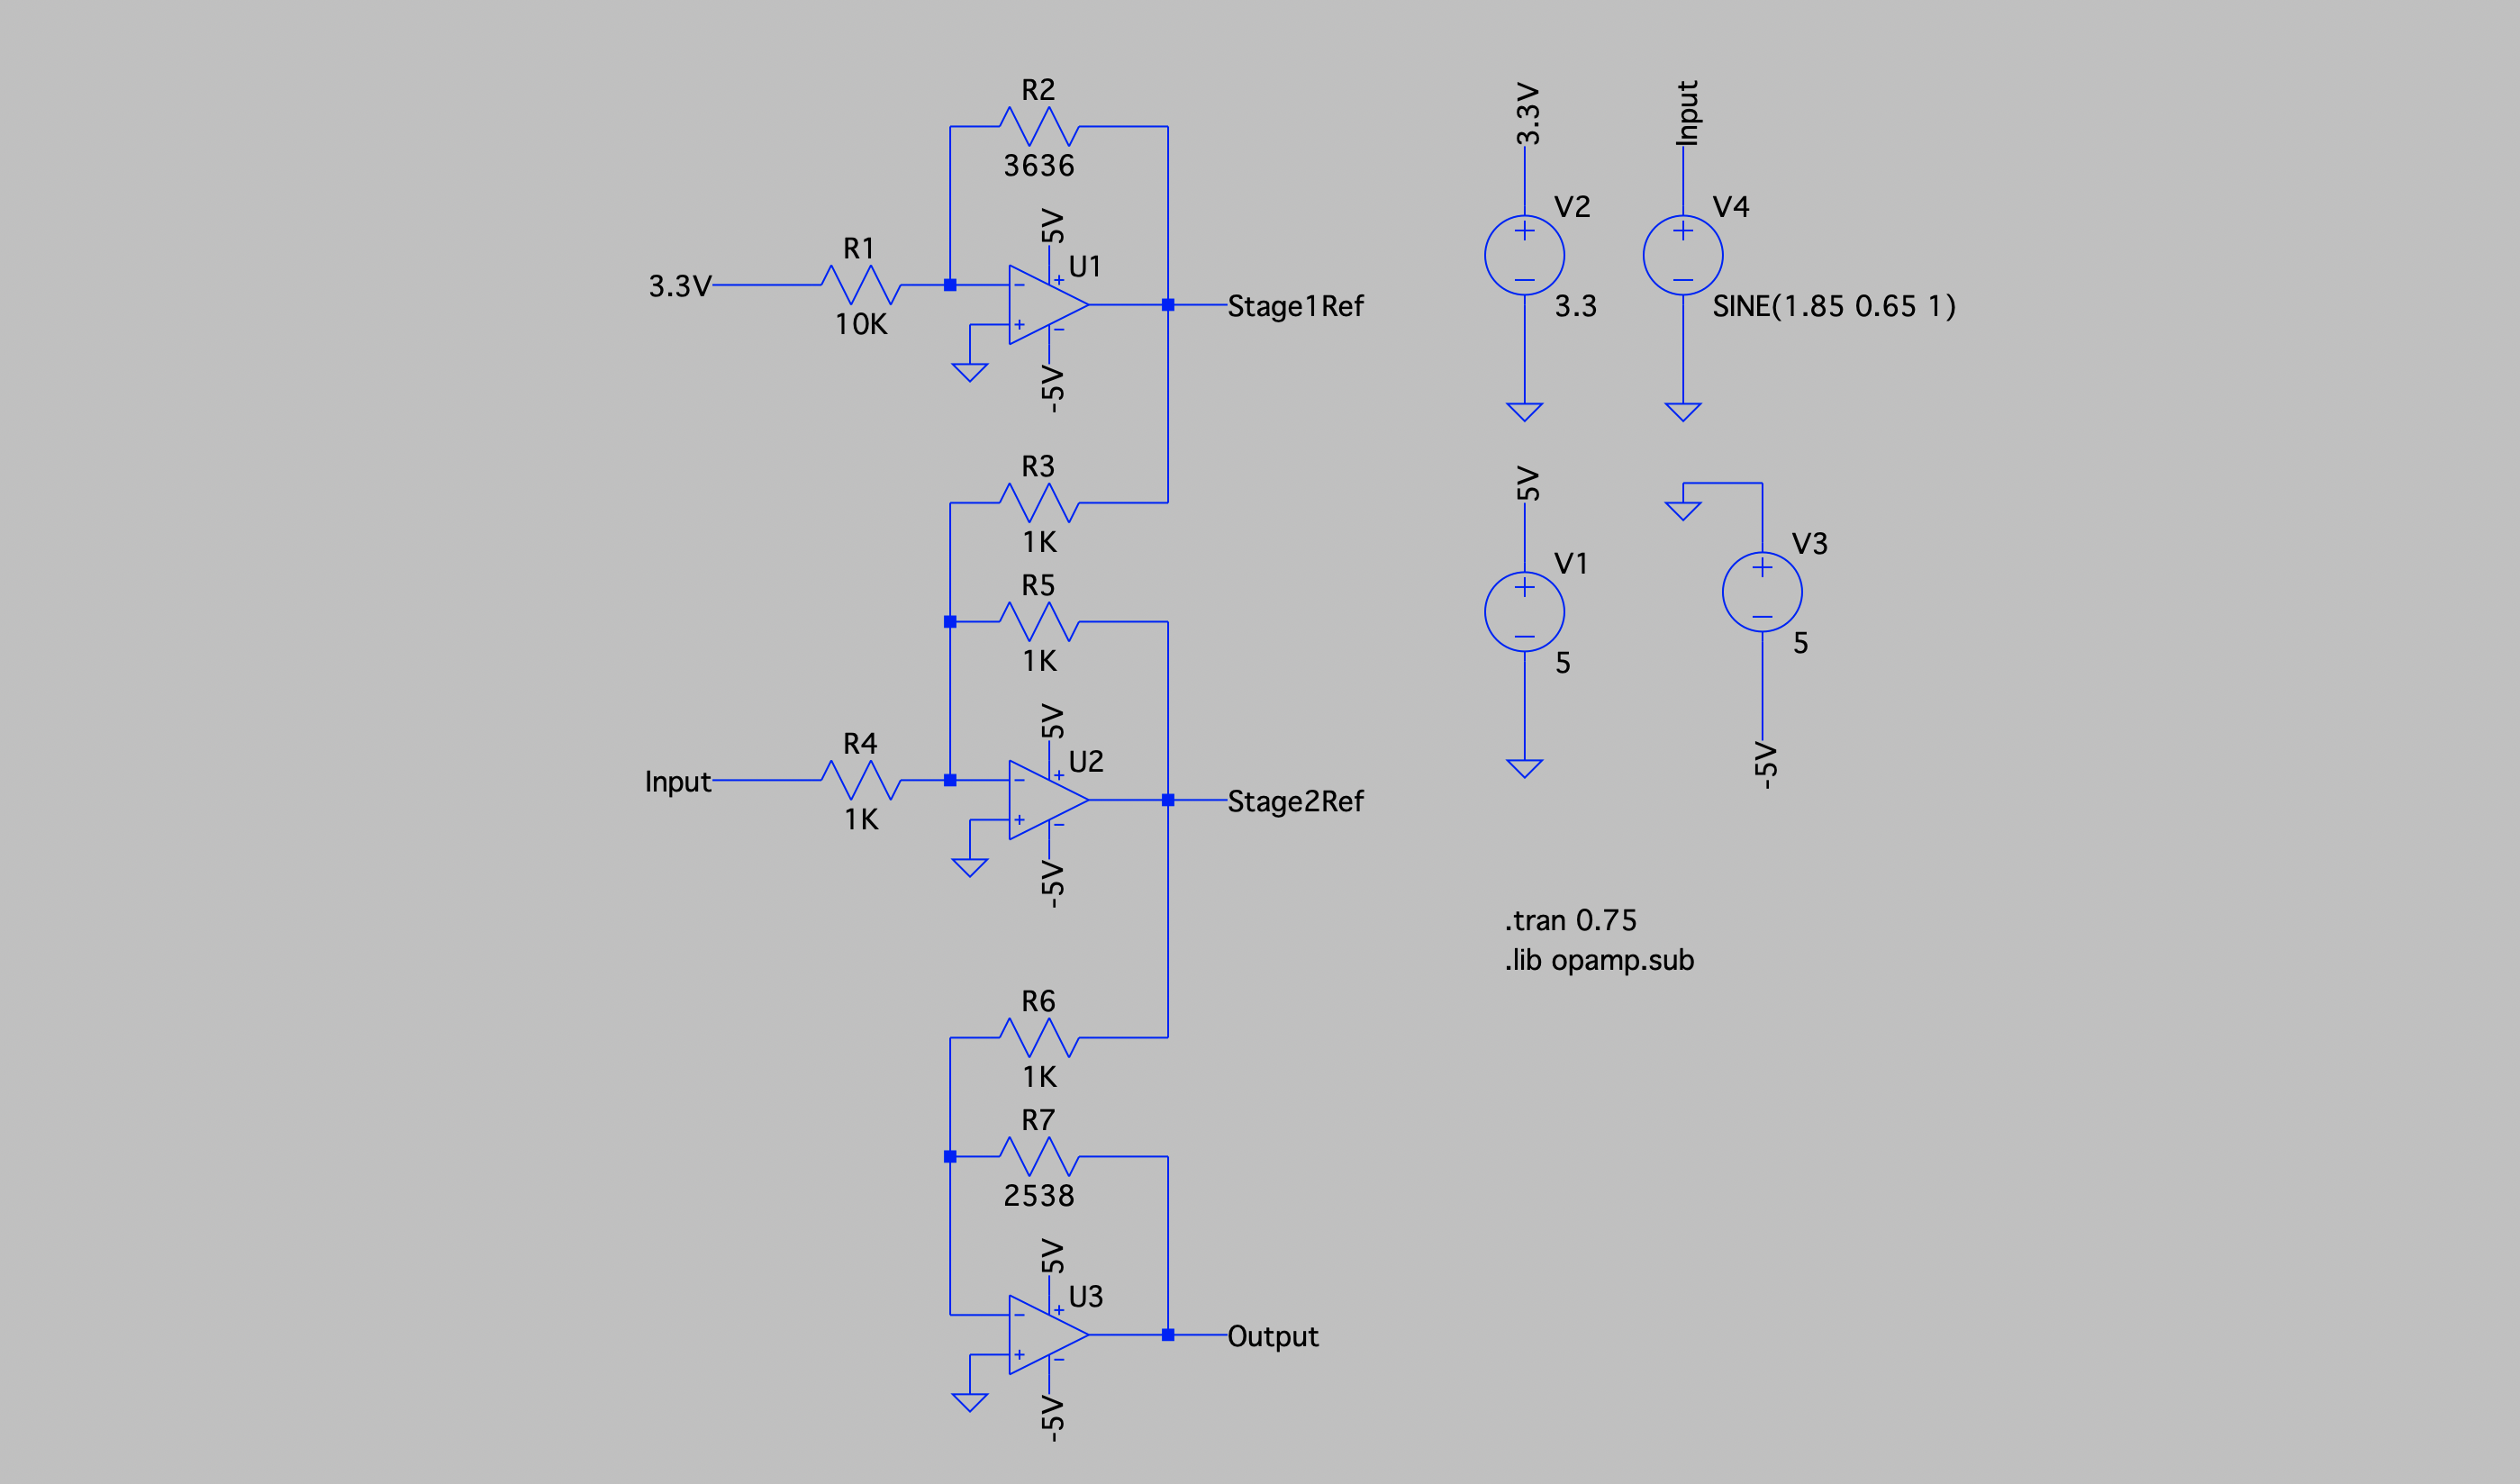 R2
3636
5V
R1
U1
3.3V
10K
Stage1Ref
-5V
R3
1K
R5
1K
5V
R4
U2
Input
1K
Stage2Ref
-5V
R6
1K
R7
2538
5V
U3
Output
-5V
3.3V
Input
V2
V4
3.3
SINE(1.85 0.65 1)
5V
V1
V3
5
5
-5V
.tran 0.75
.lib opamp.sub